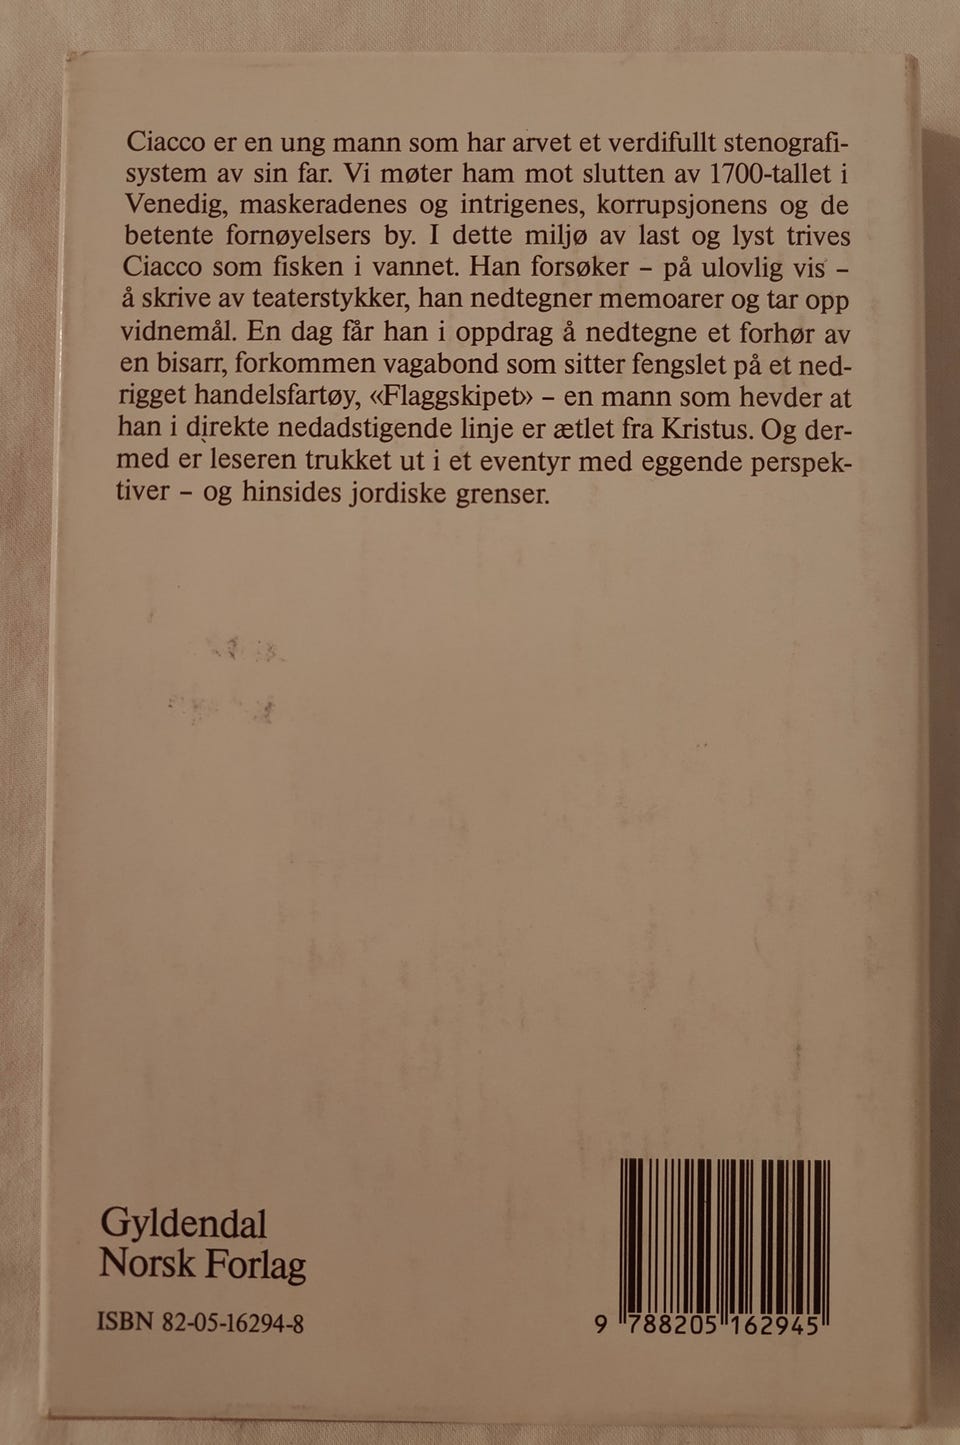 Ciacco er en ung mann som har arvet et verdifullt stenografi-
system av sin far. Vi møter ham mot slutten av 1700-tallet i
Venedig, maskeradenes og intrigenes, korrupsjonens og de
betente fornøyelsers by. I dette miljø av last og lyst trives
Ciacco som fisken i vannet. Han forsøker – på ulovlig vis –
å skrive av teaterstykker, han nedtegner memoarer og tar opp
vidnemål. En dag får han i oppdrag å nedtegne et forhør av
en bisarr, forkommen vagabond som sitter fengslet på et ned-
rigget handelsfartøy, «Flaggskipet» – en mann som hevder at
han i direkte nedadstigende linje er ætlet fra Kristus. Og der-
med er leseren trukket ut i et eventyr med eggende perspek-
tiver – og hinsides jordiske grenser.
Gyldendal
Norsk Forlag
ISBN 82-05-16294-8
9 788205 162945